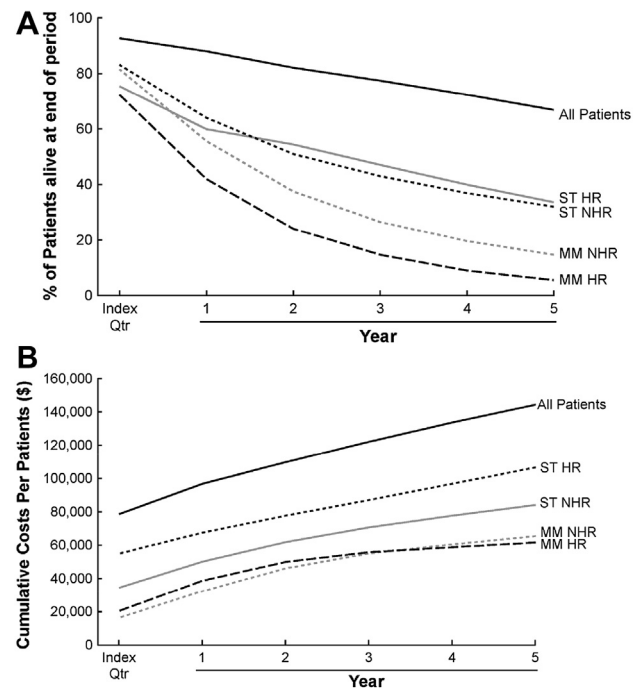 A
% of Patients alive at end of period
100
80
60
40
20
0
All Patients
ST HR
ST NHR
MM NHR
MM HR
Index
Qtr
1 2 3 4 5
Year
B
Cumulative Costs Per Patients ($)
160,000
140,000
120,000
100,000
80,000
60,000
40,000
20,000
0
All Patients
ST HR
ST NHR
MM NHR
MM HR
Index
Qtr
1 2 3 4 5
Year